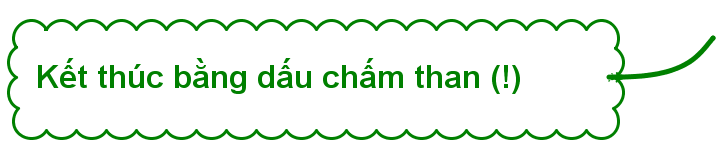 Kết thúc bằng dấu chấm than (!)